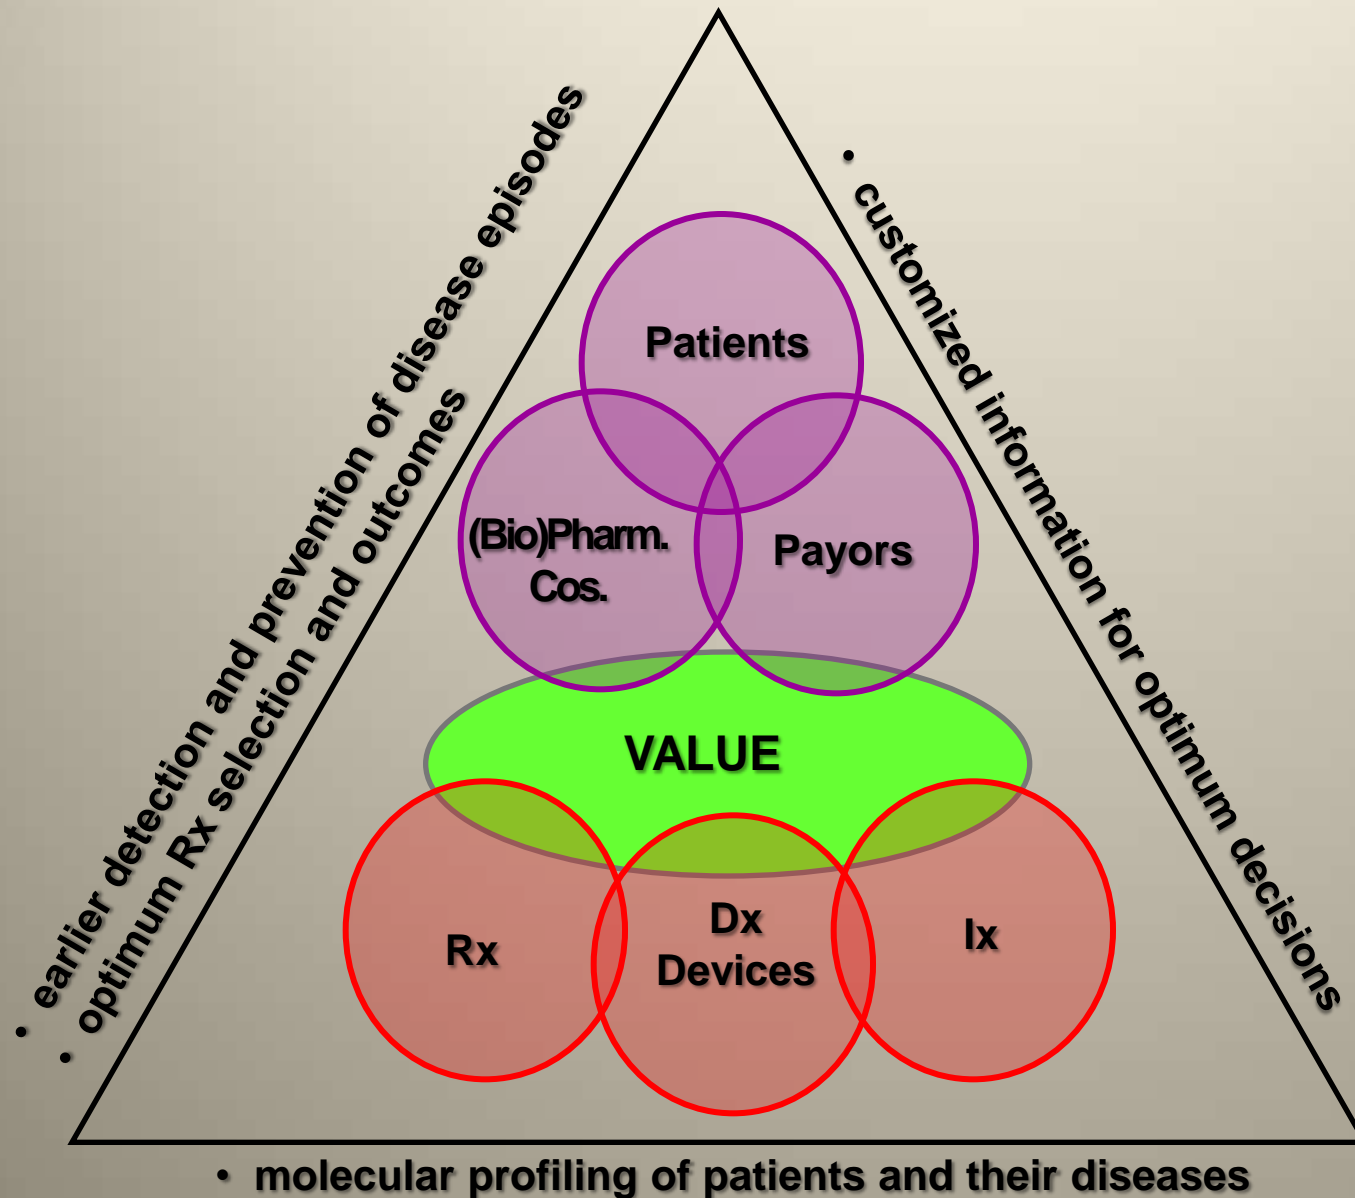 • earlier detection and prevention of disease episodes
• optimum Rx selection and outcomes
• customized information for optimum decisions
Patients
(Bio)Pharm.
Cos.
Payors
VALUE
Rx
Dx
Devices
Ix
• molecular profiling of patients and their diseases